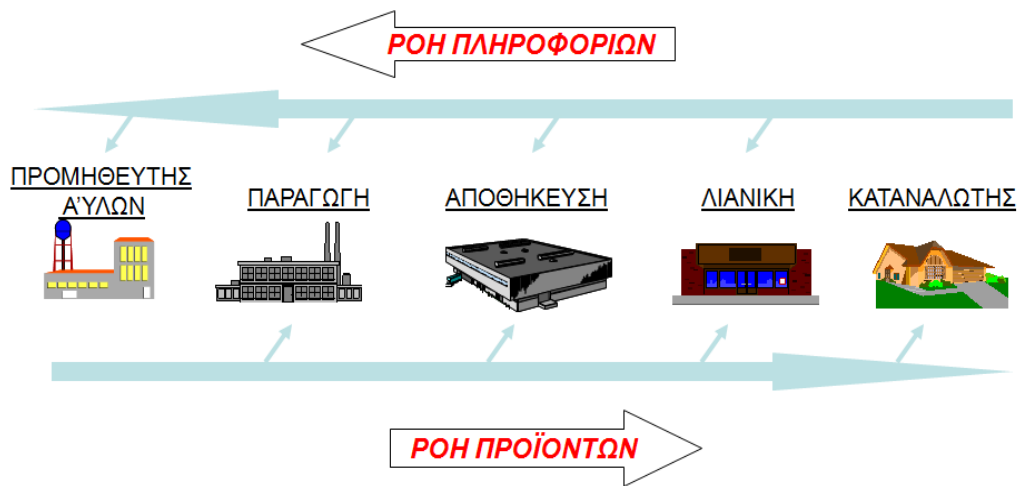 ΡΟΗ ΠΛΗΡΟΦΟΡΙΩΝ
ΠΡΟΜΗΘΕΥΤΗΣ
Α’ΥΛΩΝ
ΠΑΡΑΓΩΓΗ
ΑΠΟΘΗΚΕΥΣΗ
ΛΙΑΝΙΚΗ
ΚΑΤΑΝΑΛΩΤΗΣ
ΡΟΗ ΠΡΟΪΟΝΤΩΝ